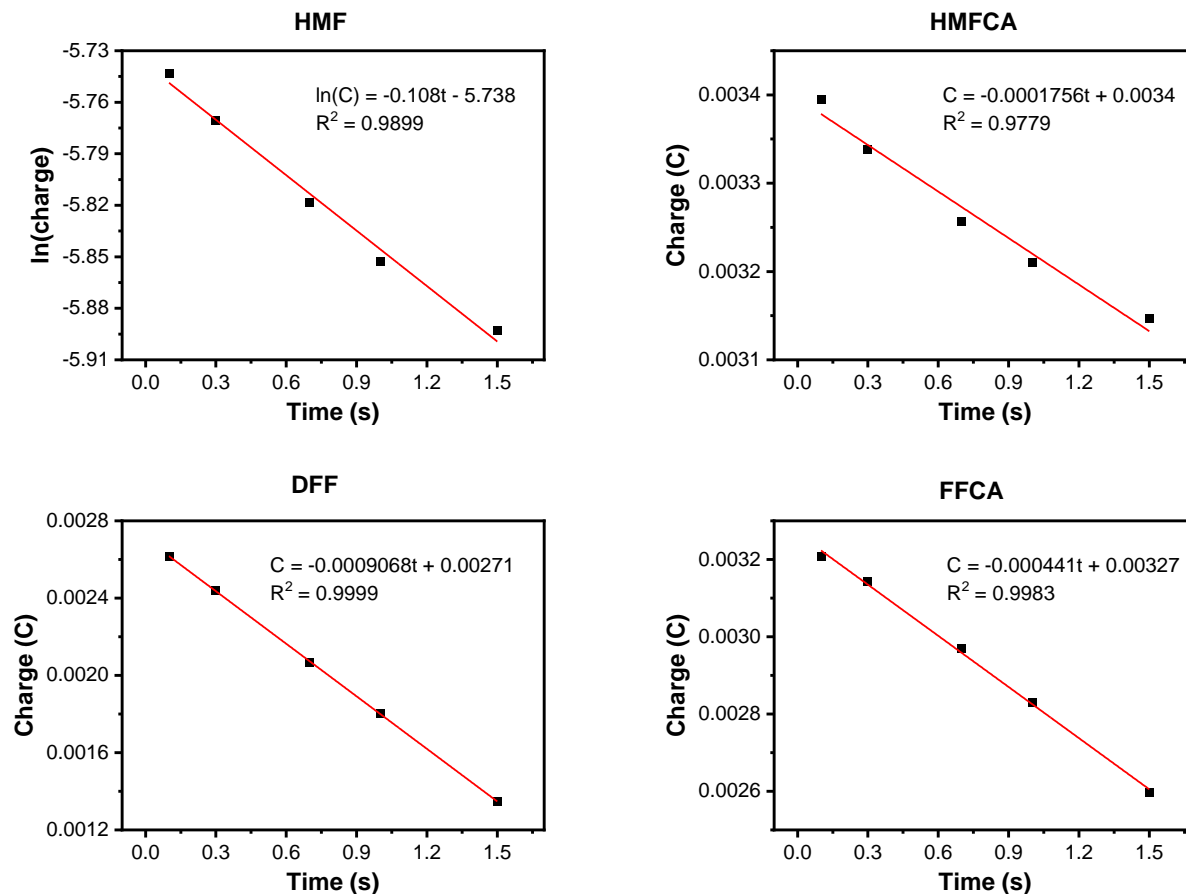 HMF
-5.73
-5.76
-5.79
-5.82
-5.85
-5.88
-5.91
ln(charge)
ln(C) = -0.108t - 5.738
R² = 0.9899
0.0 0.3 0.6 0.9 1.2 1.5
Time (s)
HMFCA
0.0034
0.0033
0.0032
0.0031
Charge (C)
C = -0.0001756t + 0.0034
R² = 0.9779
0.0 0.3 0.6 0.9 1.2 1.5
Time (s)
DFF
0.0028
0.0024
0.0020
0.0016
0.0012
Charge (C)
C = -0.0009068t + 0.00271
R² = 0.9999
0.0 0.3 0.6 0.9 1.2 1.5
Time (s)
FFCA
0.0032
0.0030
0.0028
0.0026
Charge (C)
C = -0.000441t + 0.00327
R² = 0.9983
0.0 0.3 0.6 0.9 1.2 1.5
Time (s)